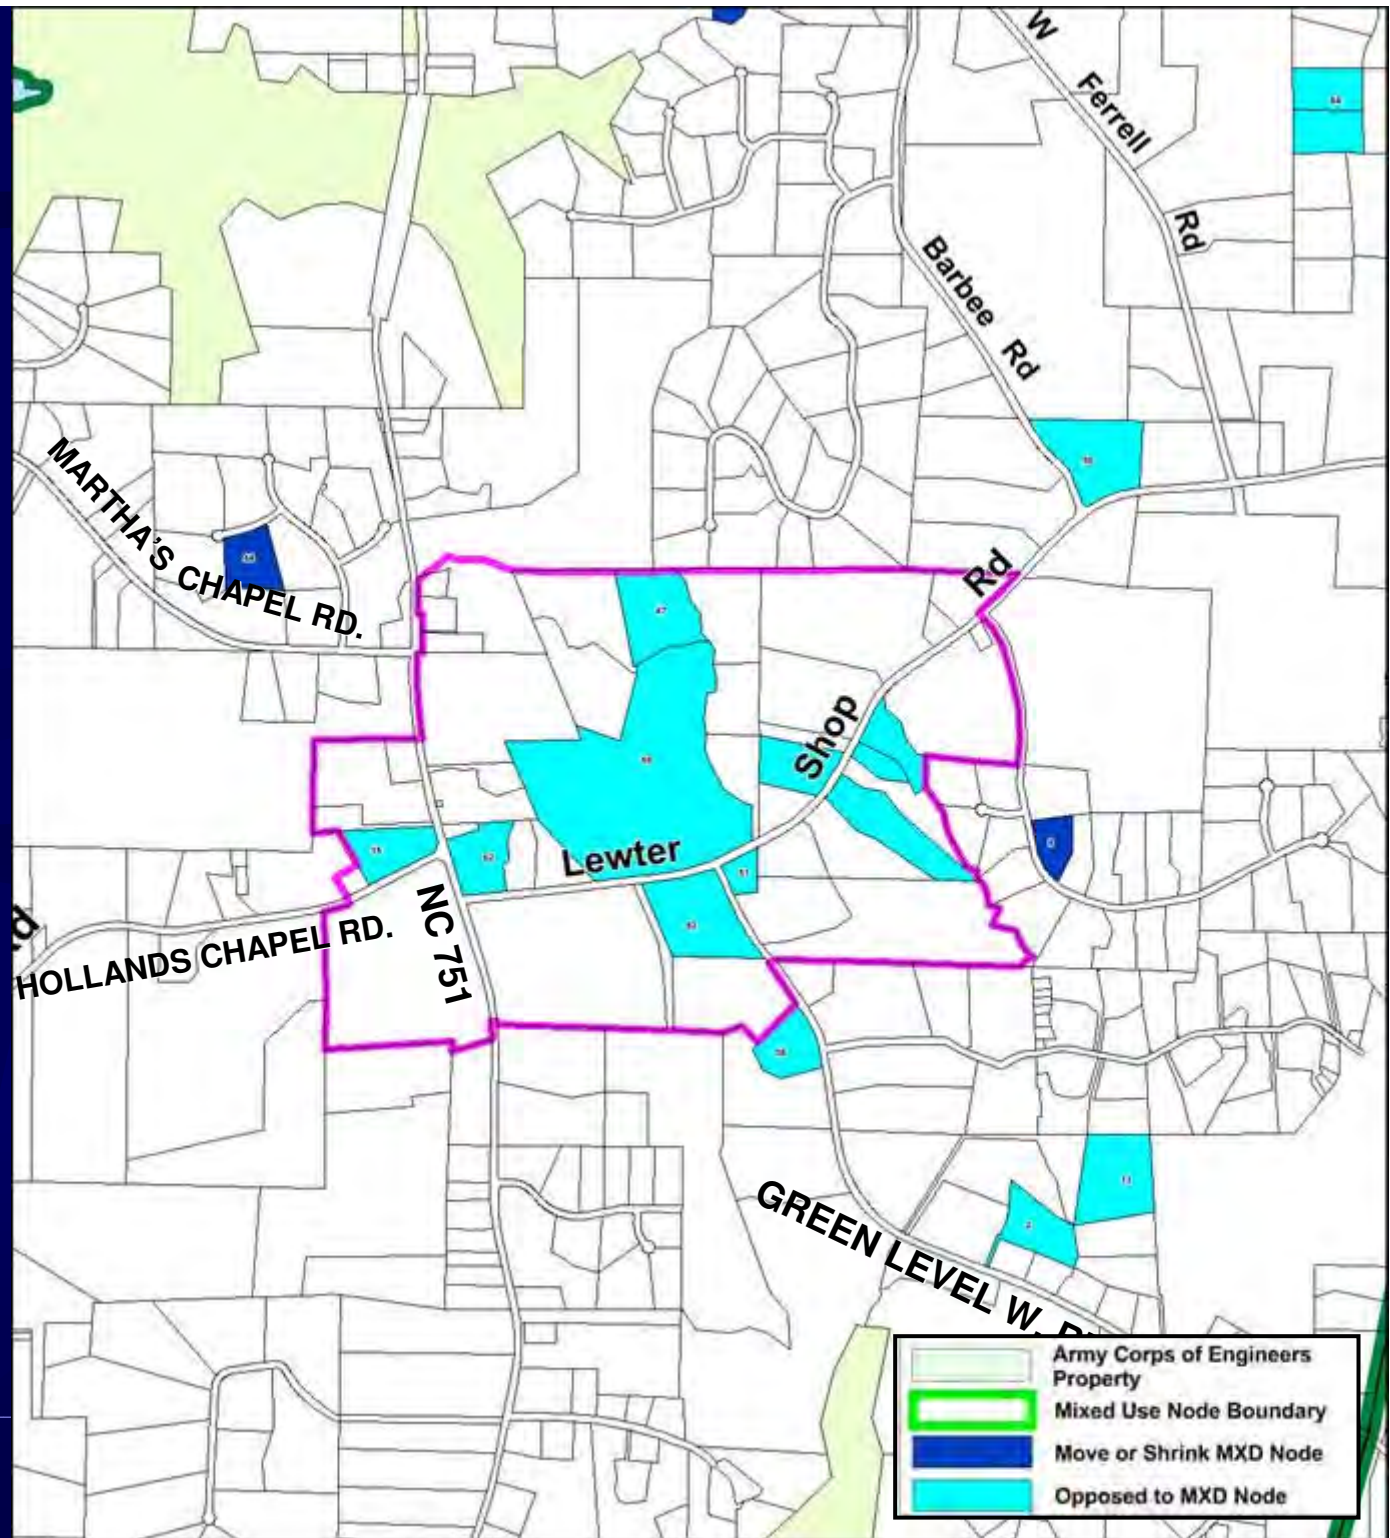 W
Ferrell
Rd
Barbee Rd
MARTHA'S CHAPEL RD.
Rd
Shop
Lewter
NC 751
HOLLANDS CHAPEL RD.
GREEN LEVEL W.
Army Corps of Engineers
Property
Mixed Use Node Boundary
Move or Shrink MXD Node
Opposed to MXD Node